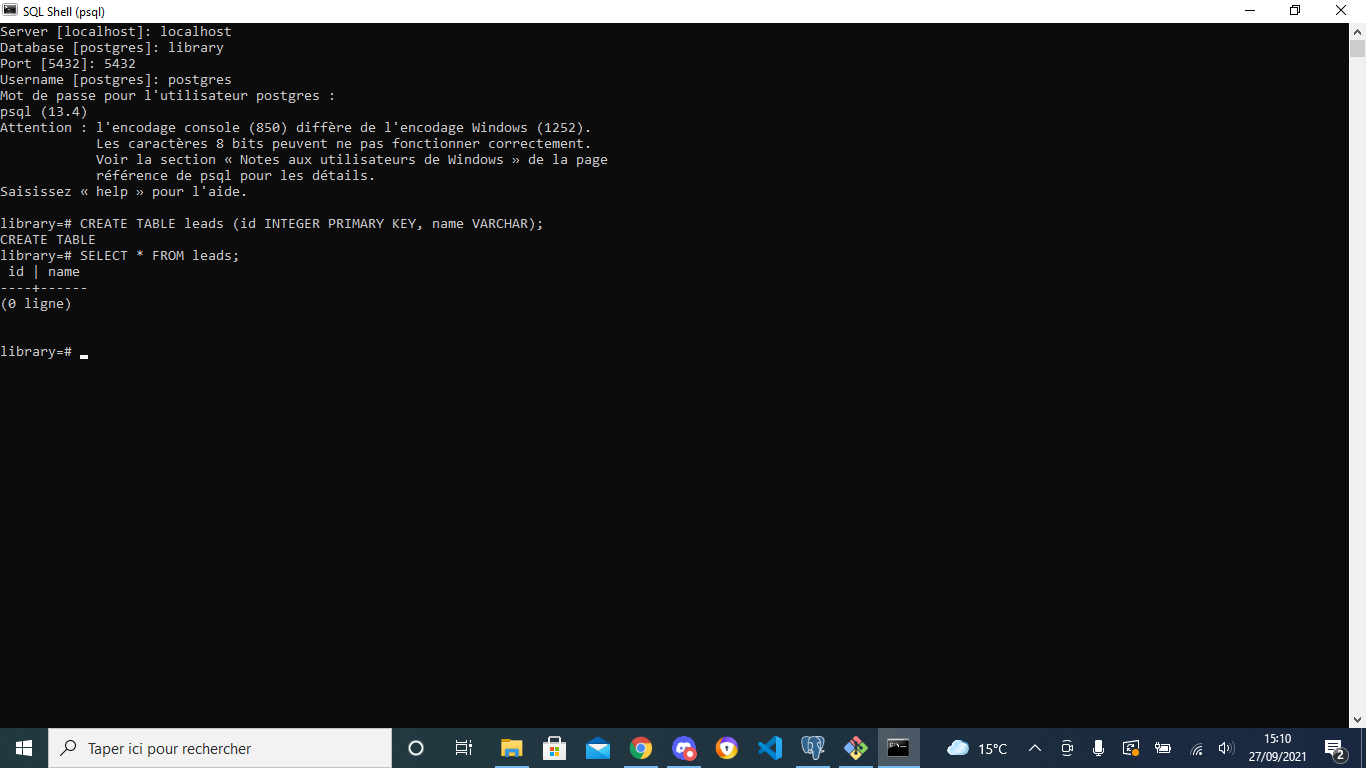 SQL Shell (psql)
Server [localhost]: localhost
Database [postgres]: library
Port [5432]: 5432
Username [postgres]: postgres
Mot de passe pour l'utilisateur postgres :
psql (13.4)
Attention : l'encodage console (850) diffère de l'encodage Windows (1252).
Les caractères 8 bits peuvent ne pas fonctionner correctement.
Voir la section « Notes aux utilisateurs de Windows » de la page
référence de psql pour les détails.
Saisissez « help » pour l'aide.
library=# CREATE TABLE leads (id INTEGER PRIMARY KEY, name VARCHAR);
CREATE TABLE
library=# SELECT * FROM leads;
id | name
----+------
(0 ligne)
library=#
Taper ici pour rechercher
15°C
15:10
27/09/2021
2